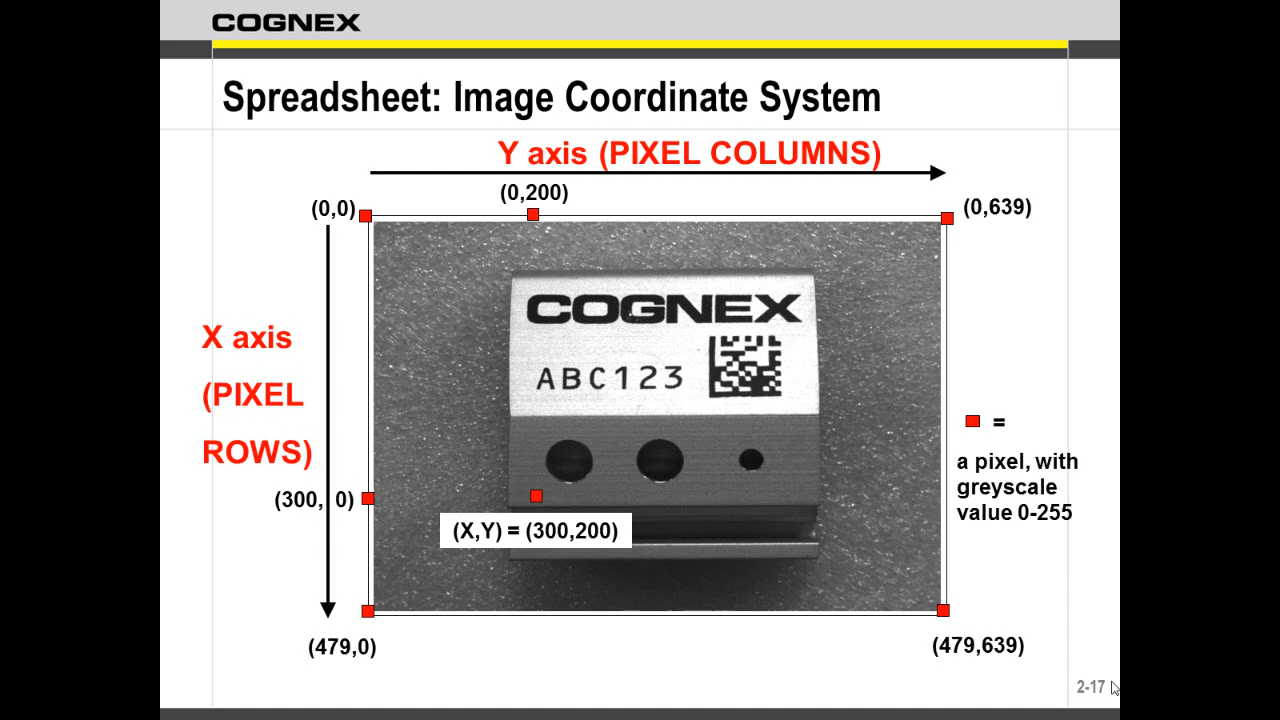 COGNEX
Spreadsheet: Image Coordinate System
Y axis (PIXEL COLUMNS)
(0,200)
(0,0)
(0,639)
COGNEX
X axis
(PIXEL
ROWS)
ABC123
=
a pixel, with
greyscale
value 0-255
(300, 0)
(X,Y) = (300,200)
(479,0)
(479,639)
2-17